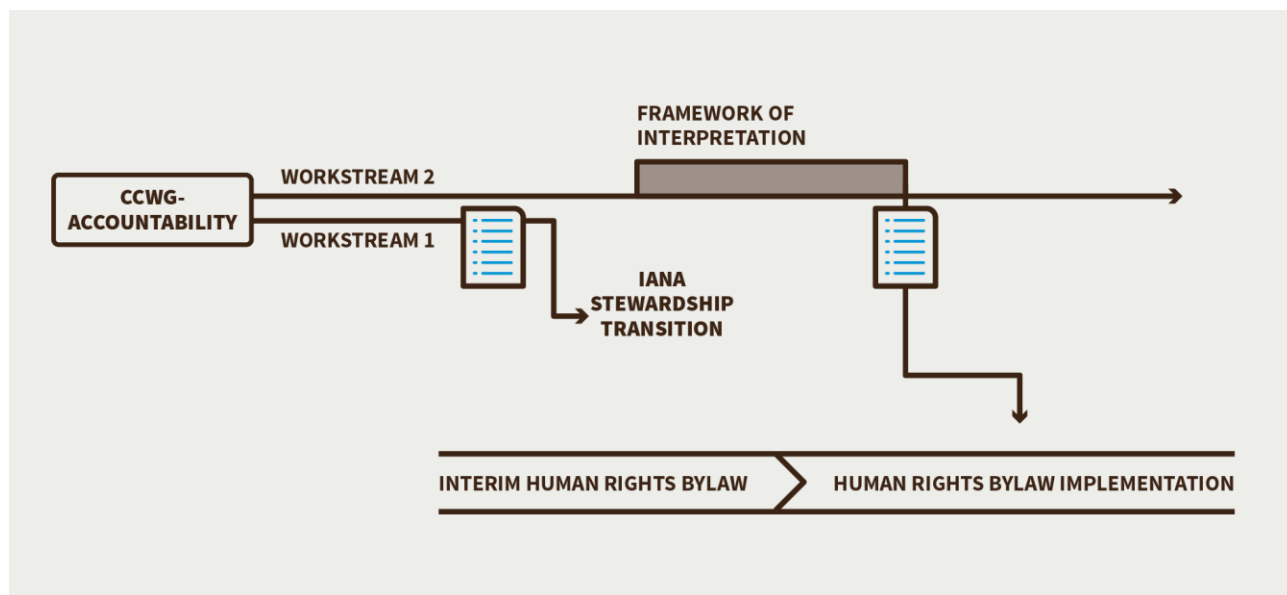 FRAMEWORK OF
INTERPRETATION
WORKSTREAM 2
CCWG-
ACCOUNTABILITY
WORKSTREAM 1
IANA
STEWARDSHIP
TRANSITION
INTERIM HUMAN RIGHTS BYLAW
HUMAN RIGHTS BYLAW IMPLEMENTATION